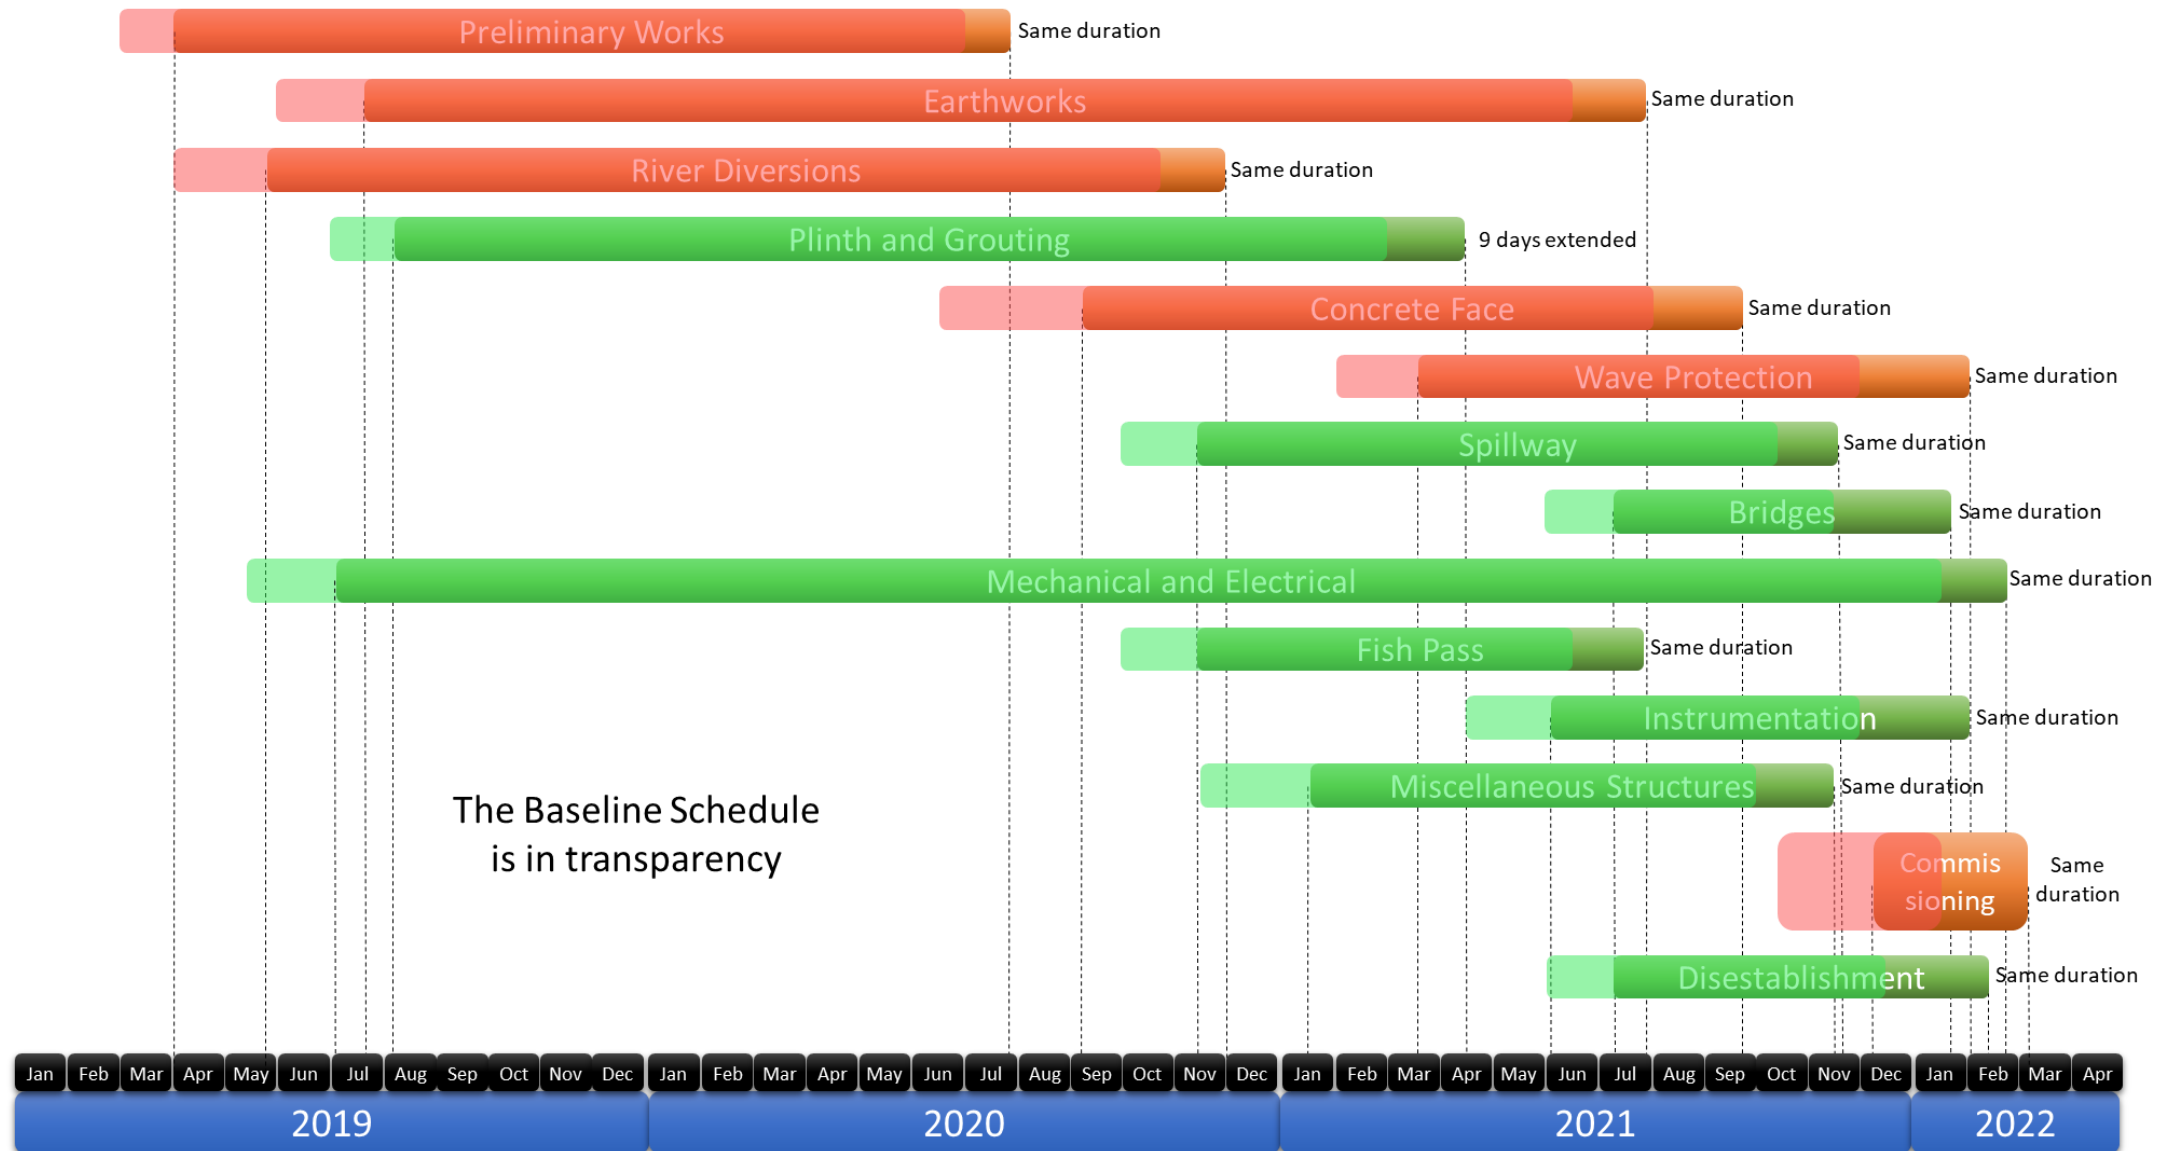 Preliminary Works
Same duration
Earthworks
Same duration
River Diversions
Same duration
Plinth and Grouting
9 days extended
Concrete Face
Same duration
Wave Protection
Same duration
Spillway
Same duration
Bridges
Same duration
Mechanical and Electrical
Same duration
Fish Pass
Same duration
Instrumentation
Same duration
Miscellaneous Structures
Same duration
The Baseline Schedule
is in transparency
Commis
sioning
Same
duration
Disestablishment
Same duration
Jan Feb Mar Apr May Jun Jul Aug Sep Oct Nov Dec Jan Feb Mar Apr May Jun Jul Aug Sep Oct Nov Dec Jan Feb Mar Apr May Jun Jul Aug Sep Oct Nov Dec Jan Feb Mar Apr
2019 2020 2021 2022